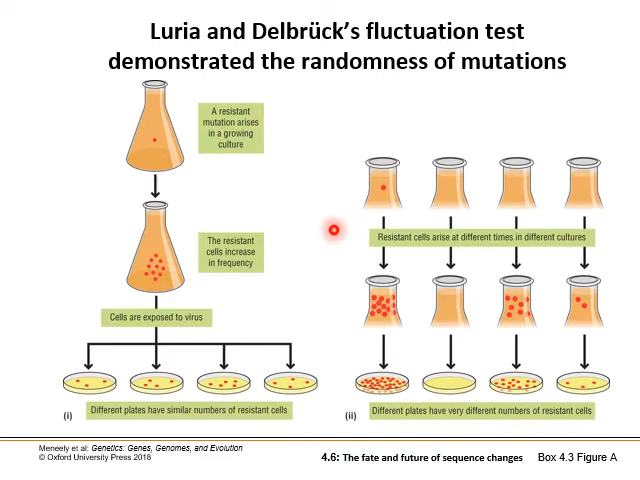 Luria and Delbrück’s fluctuation test
demonstrated the randomness of mutations
A resistant
mutation arises
in a growing
culture
The resistant
cells increase
in frequency
Cells are exposed to virus
(i)
Different plates have similar numbers of resistant cells
Resistant cells arise at different times in different cultures
(ii)
Different plates have very different numbers of resistant cells
Meneely et al: Genetics: Genes, Genomes, and Evolution
© Oxford University Press 2018
4.6: The fate and future of sequence changes
Box 4.3 Figure A